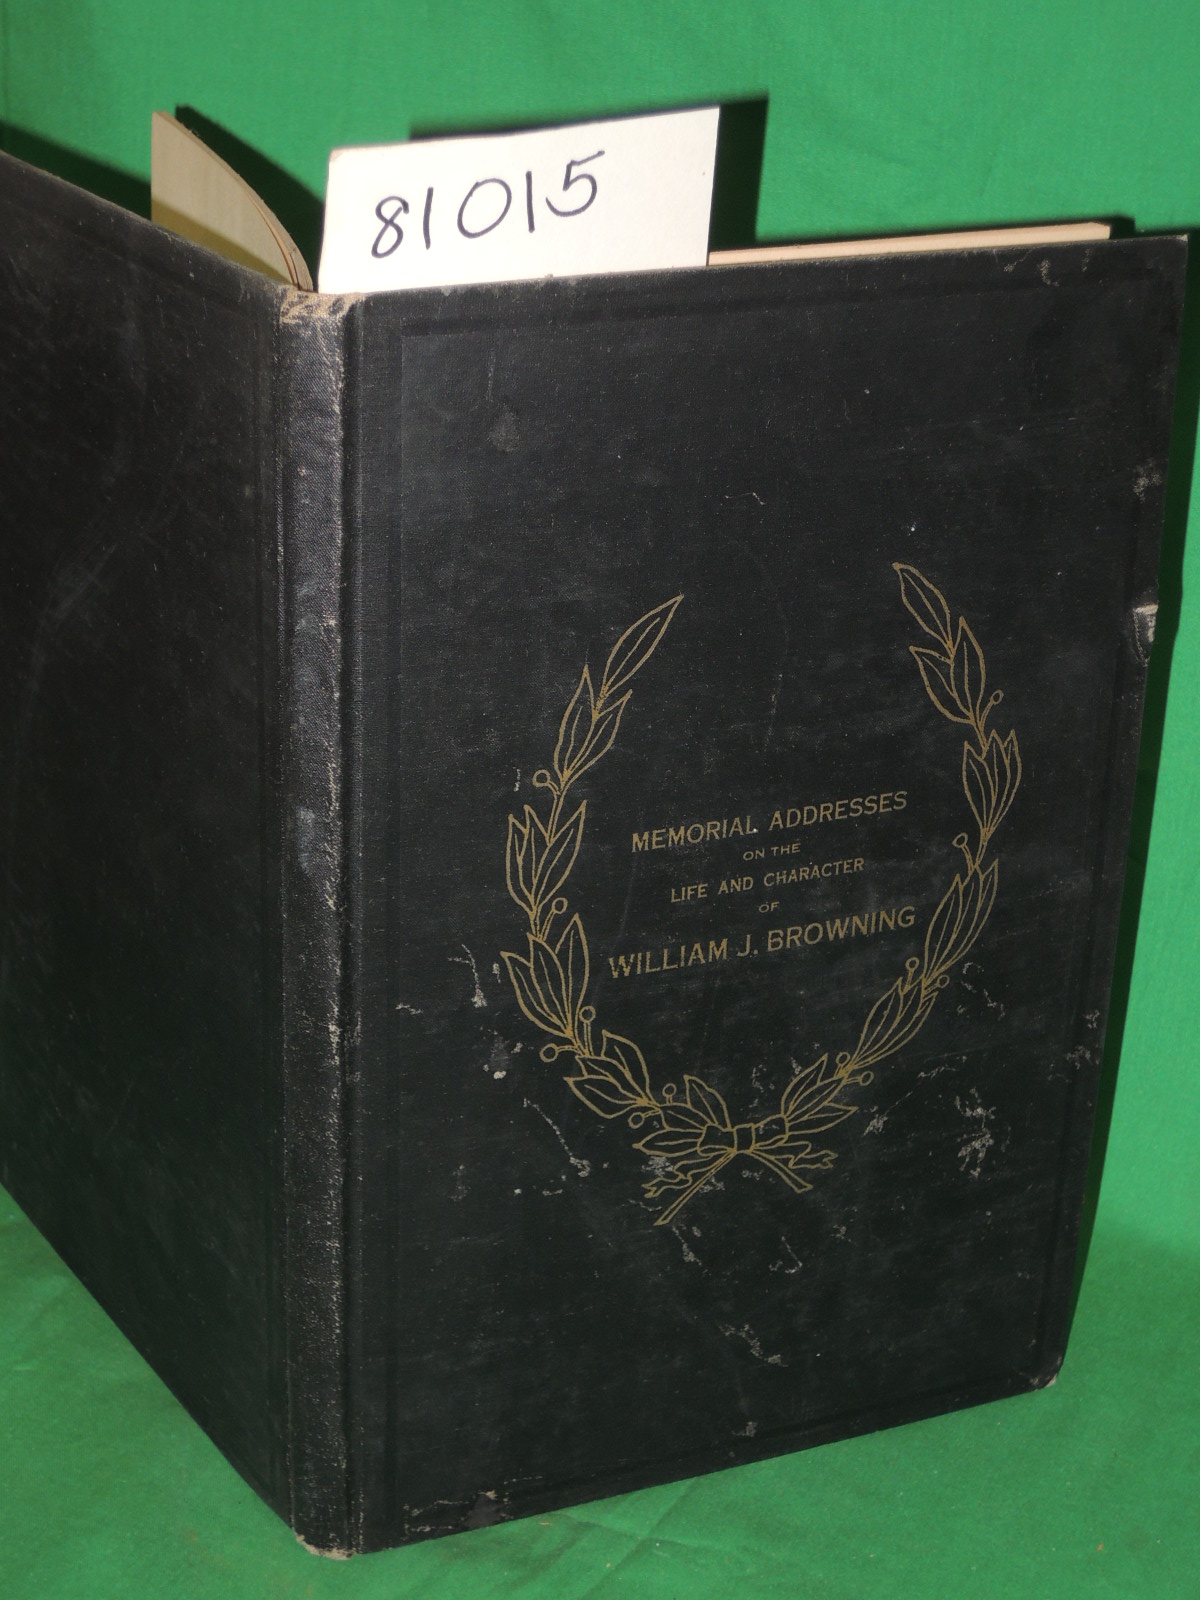 81015
MEMORIAL ADDRESSES
ON THE
LIFE AND CHARACTER
OF
WILLIAM J. BROWNING